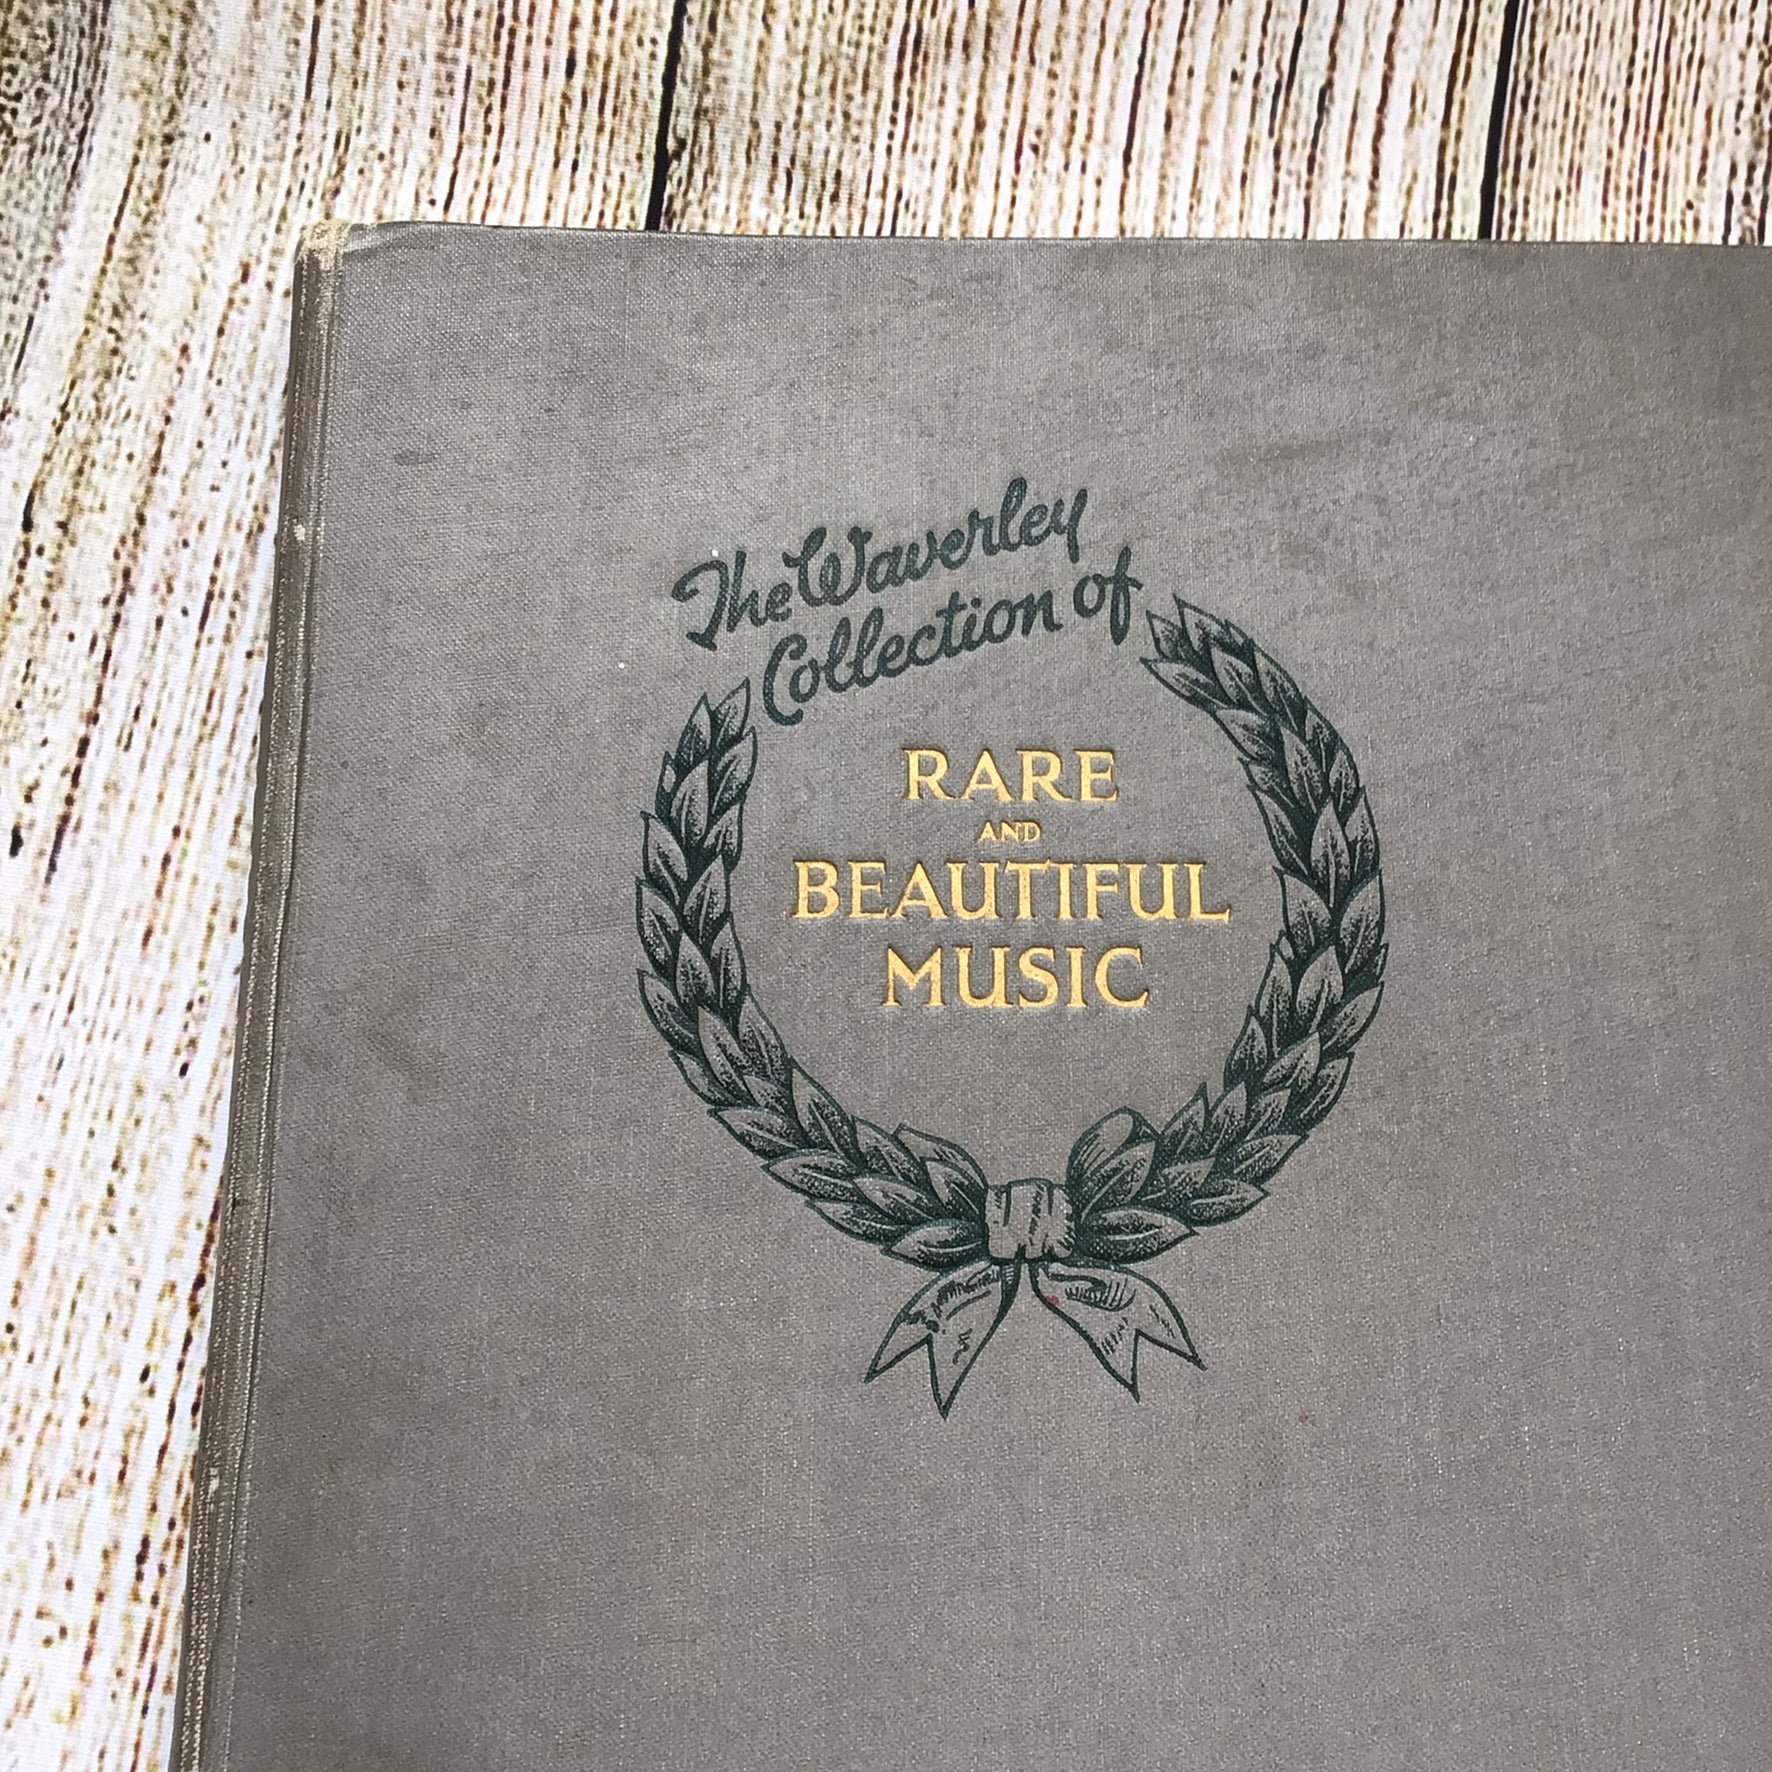 The Waverley
Collection of
RARE
AND
BEAUTIFUL
MUSIC